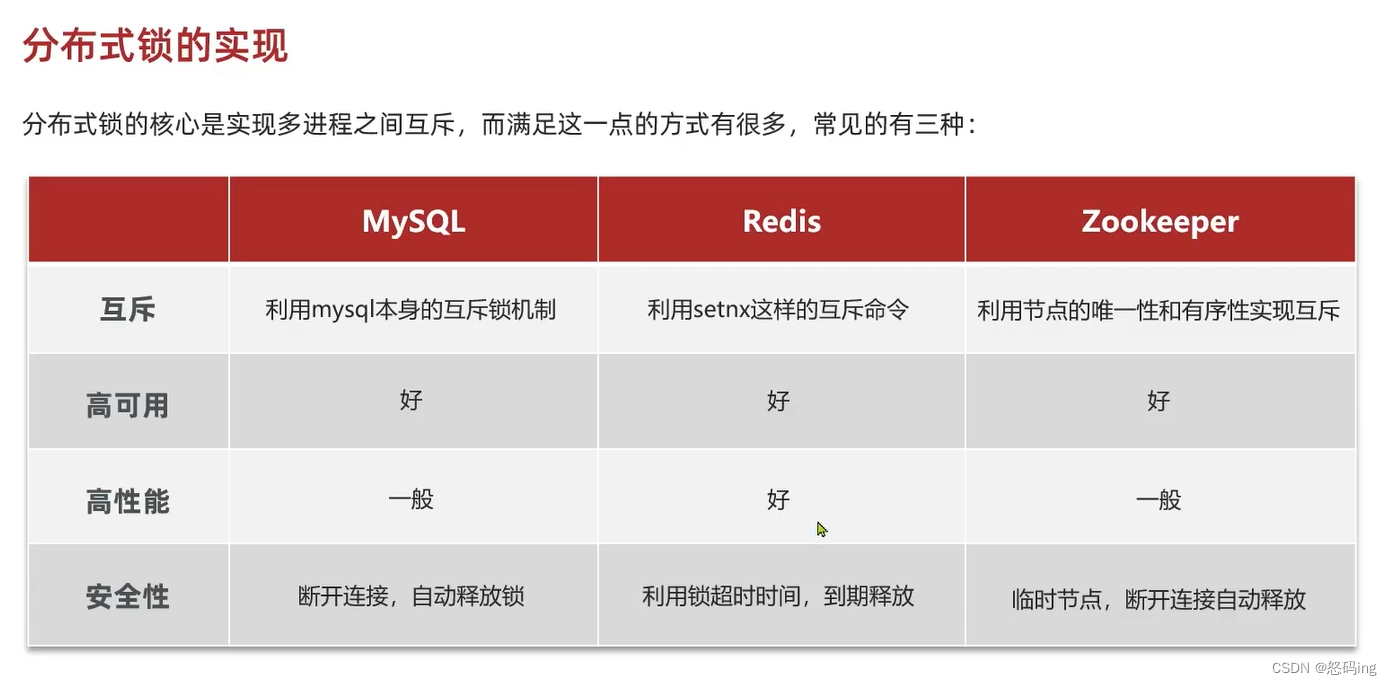 分布式锁的实现
分布式锁的核心是实现多进程之间互斥，而满足这一点的方式有很多，常见的有三种：
MySQL Redis Zookeeper
互斥 利用mysql本身的互斥锁机制 利用setnx这样的互斥命令 利用节点的唯一性和有序性实现互斥
高可用 好 好 好
高性能 一般 好 一般
安全性 断开连接，自动释放锁 利用锁超时时间，到期释放 临时节点，断开连接自动释放
CSDN @怒码ing